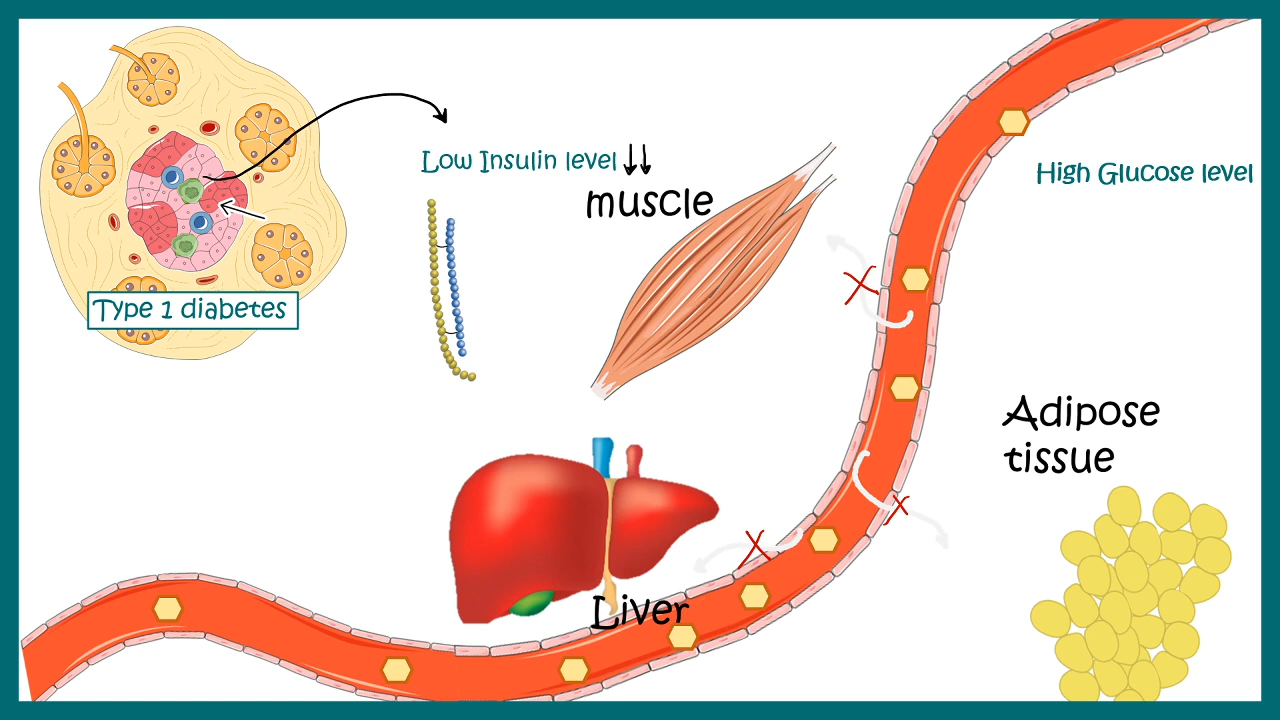 Low Insulin level ↓↓
muscle
High Glucose level
Type 1 diabetes
Adipose
tissue
Liver